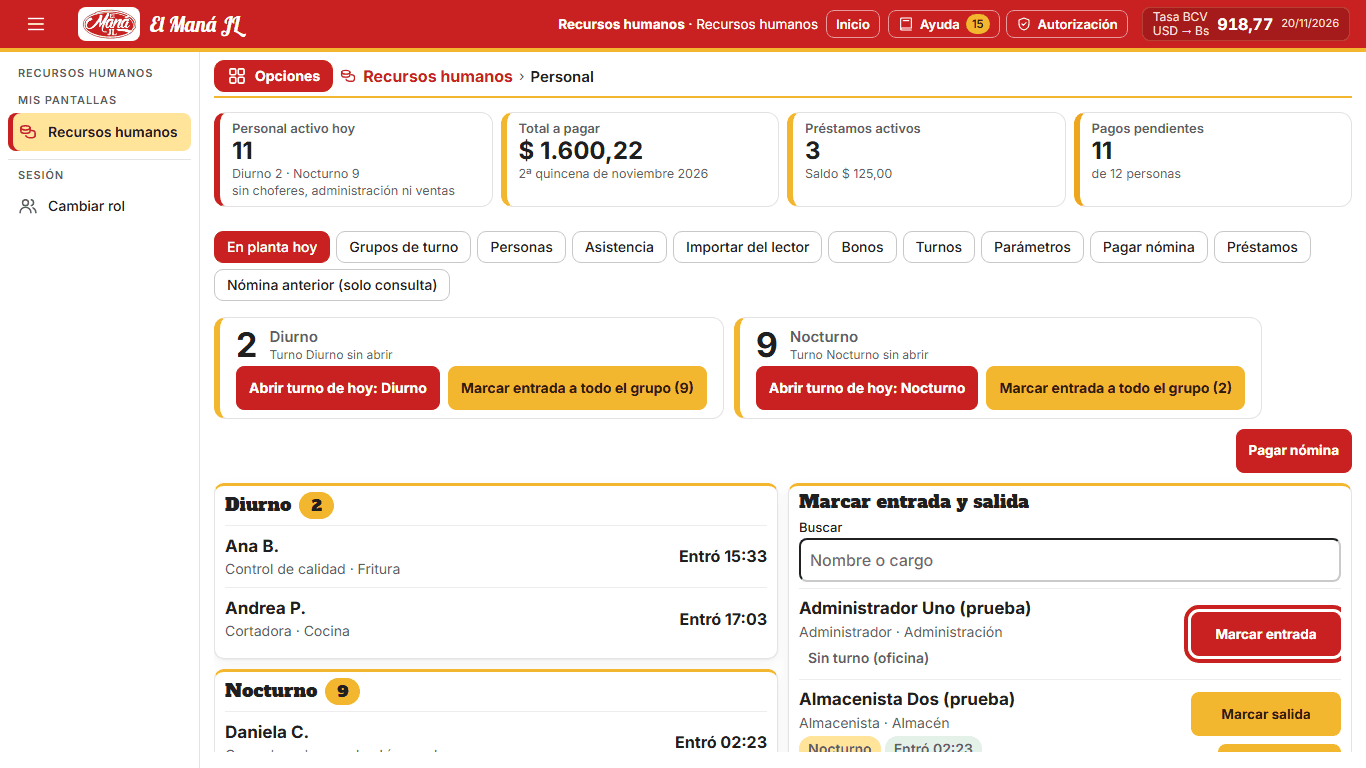 Maná
JL
El Maná JL
Recursos humanos · Recursos humanos
Inicio
Ayuda 15
Autorización
Tasa BCV
USD → Bs
918,77
20/11/2026
RECURSOS HUMANOS
MIS PANTALLAS
Recursos humanos
SESIÓN
Cambiar rol
Opciones
Recursos humanos › Personal
Personal activo hoy
11
Diurno 2 · Nocturno 9
sin choferes, administración ni ventas
Total a pagar
$ 1.600,22
2ª quincena de noviembre 2026
Préstamos activos
3
Saldo $ 125,00
Pagos pendientes
11
de 12 personas
En planta hoy
Grupos de turno
Personas
Asistencia
Importar del lector
Bonos
Turnos
Parámetros
Pagar nómina
Préstamos
Nómina anterior (solo consulta)
2
Diurno
Turno Diurno sin abrir
Abrir turno de hoy: Diurno
Marcar entrada a todo el grupo (9)
9
Nocturno
Turno Nocturno sin abrir
Abrir turno de hoy: Nocturno
Marcar entrada a todo el grupo (2)
Pagar nómina
Diurno 2
Ana B.
Control de calidad · Fritura
Entró 15:33
Andrea P.
Cortadora · Cocina
Entró 17:03
Nocturno 9
Daniela C.
Entró 02:23
Marcar entrada y salida
Buscar
Nombre o cargo
Administrador Uno (prueba)
Administrador · Administración
Sin turno (oficina)
Marcar entrada
Almacenista Dos (prueba)
Almacenista · Almacén
Nocturno
Entró 02:23
Marcar salida